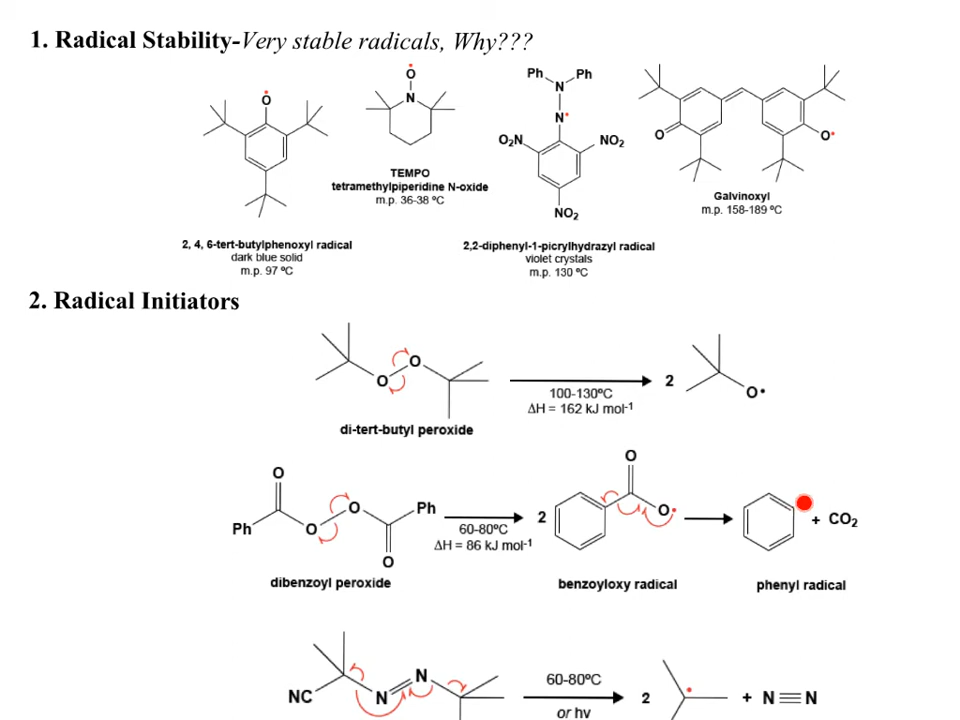 1. Radical Stability-Very stable radicals, Why???
O
N
TEMPO
tetramethylpiperidine N-oxide
m.p. 36-38 ºC
O
2, 4, 6-tert-butylphenoxyl radical
dark blue solid
m.p. 97 ºC
Ph Ph
N
N
O₂N NO₂
NO₂
2,2-diphenyl-1-picrylhydrazyl radical
violet crystals
m.p. 130 ºC
O O
Galvinoxyl
m.p. 158-189 ºC
2. Radical Initiators
O O
di-tert-butyl peroxide
100-130ºC
ΔH = 162 kJ mol-1
2
O•
O
Ph O O Ph
O
dibenzoyl peroxide
60-80ºC
ΔH = 86 kJ mol-1
2
O
O
benzoyloxy radical
+ CO₂
phenyl radical
NC N N
60-80ºC
or hν
2
+ N N